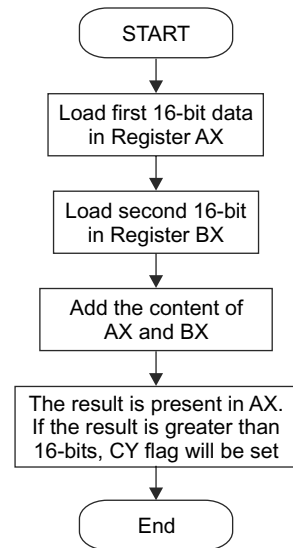 START
Load first 16-bit data
in Register AX
Load second 16-bit
in Register BX
Add the content of
AX and BX
The result is present in AX.
If the result is greater than
16-bits, CY flag will be set
End